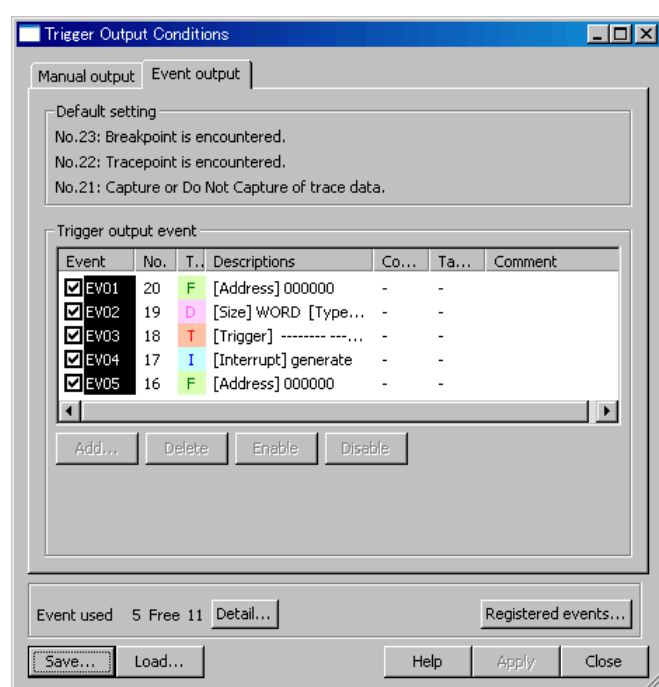 Trigger Output Conditions
Manual output Event output
Default setting
No.23: Breakpoint is encountered.
No.22: Tracepoint is encountered.
No.21: Capture or Do Not Capture of trace data.
Trigger output event
Event No. T.. Descriptions Co... Ta... Comment
EV01 20 F [Address] 000000 - -
EV02 19 D [Size] WORD [Type... - -
EV03 18 T [Trigger] -------- ---... - -
EV04 17 I [Interrupt] generate - -
EV05 16 F [Address] 000000 - -
Add... Delete Enable Disable
Event used 5 Free 11 Detail... Registered events...
Save... Load... Help Apply Close